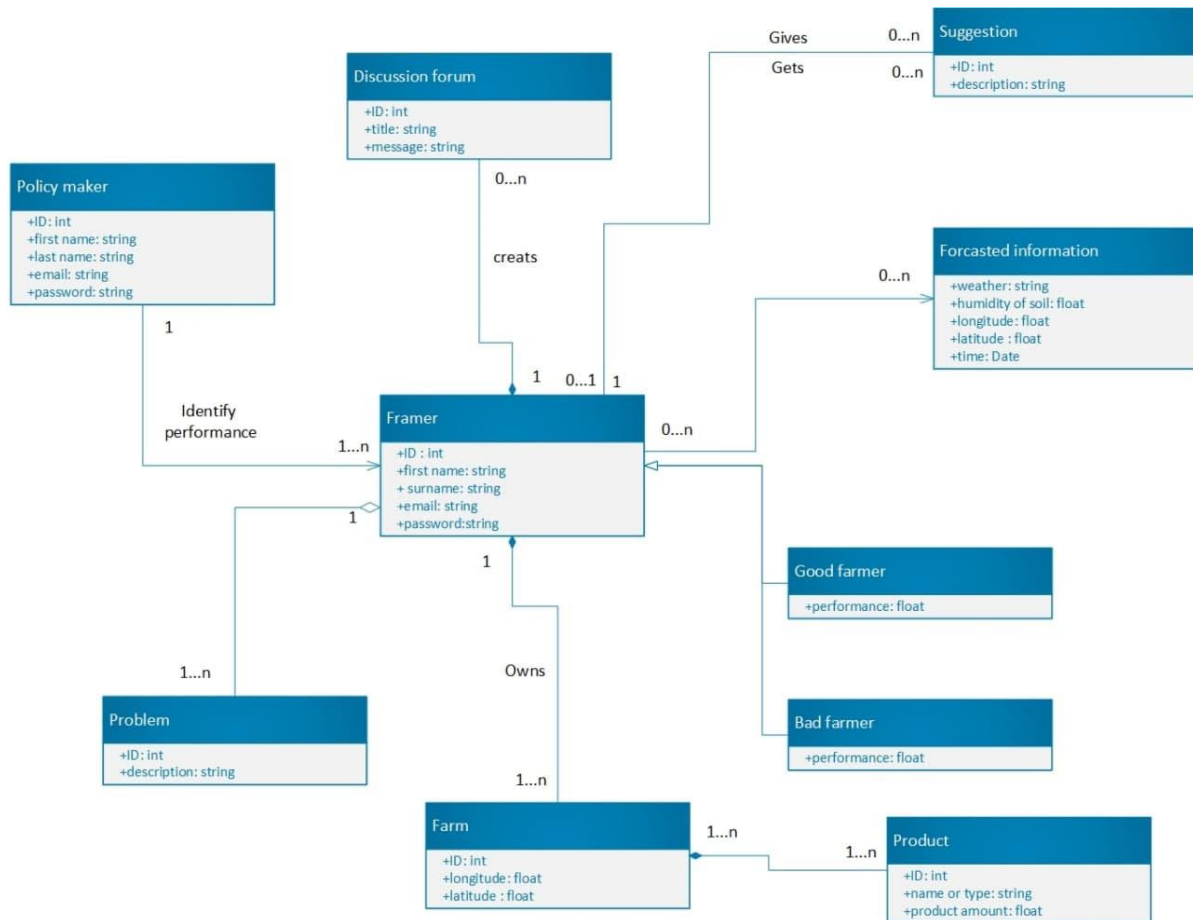 Suggestion
+ID: int
+description: string
Gives
Gets
0...n
0...n
Discussion forum
+ID: int
+title: string
+message: string
0...n
creats
1
0...1
1
Policy maker
+ID: int
+first name: string
+last name: string
+email: string
+password: string
1
Identify
performance
1...n
Forcasted information
+weather: string
+humidity of soil: float
+longitude: float
+latitude : float
+time: Date
0...n
0...n
Framer
+ID : int
+first name: string
+ surname: string
+email: string
+password:string
1
1
Good farmer
+performance: float
Bad farmer
+performance: float
1...n
Problem
+ID: int
+description: string
Owns
1...n
Farm
+ID: int
+longitude: float
+latitude : float
1...n
1...n
Product
+ID: int
+name or type: string
+product amount: float